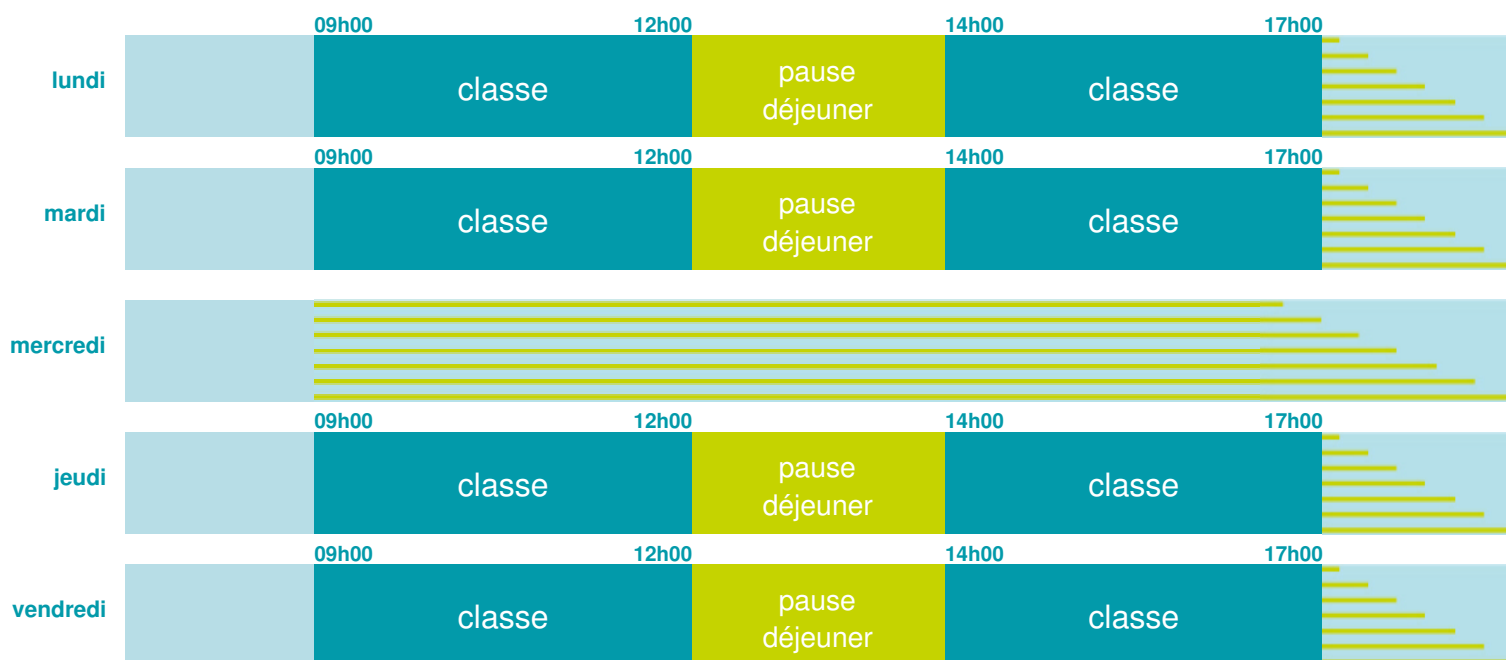 09h00 12h00 14h00 17h00
lundi
classe
pause
déjeuner
classe
09h00 12h00 14h00 17h00
mardi
classe
pause
déjeuner
classe
mercredi
09h00 12h00 14h00 17h00
jeudi
classe
pause
déjeuner
classe
09h00 12h00 14h00 17h00
vendredi
classe
pause
déjeuner
classe